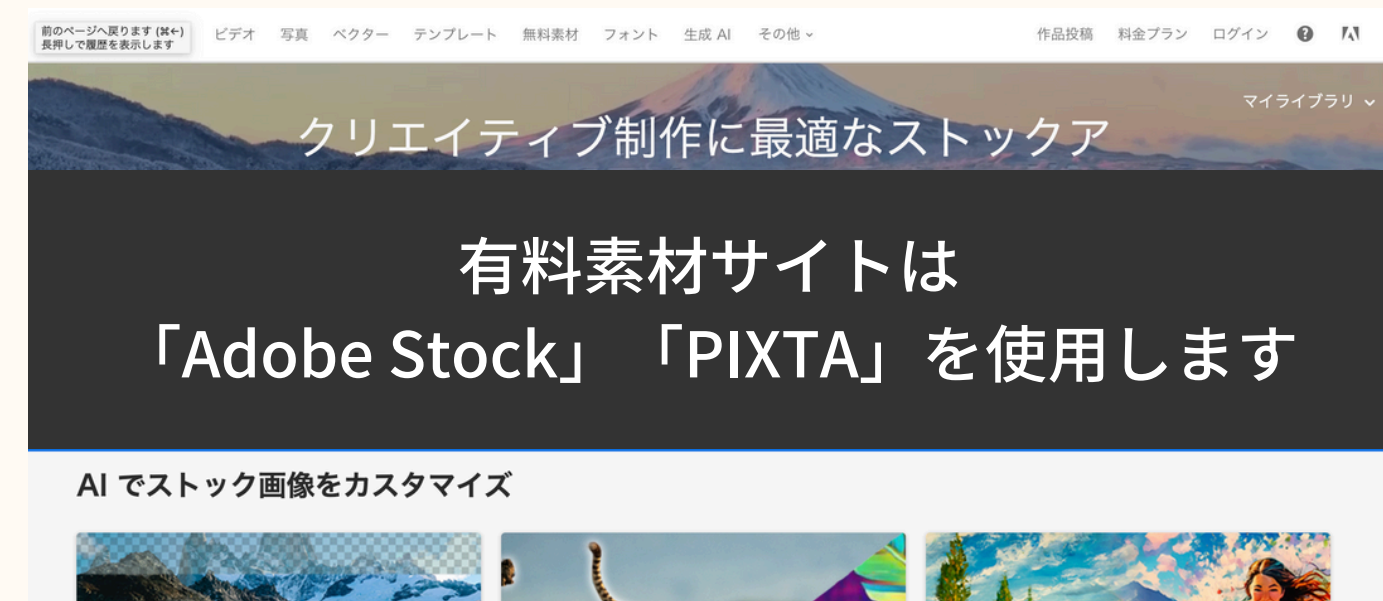 前のページへ戻ります (⌘←)
長押しで履歴を表示します
ビデオ 写真 ベクター テンプレート 無料素材 フォント 生成 AI その他 作品投稿 料金プラン ログイン
マイライブラリ
クリエイティブ制作に最適なストックア
有料素材サイトは
「Adobe Stock」「PIXTA」を使用します
AI でストック画像をカスタマイズ